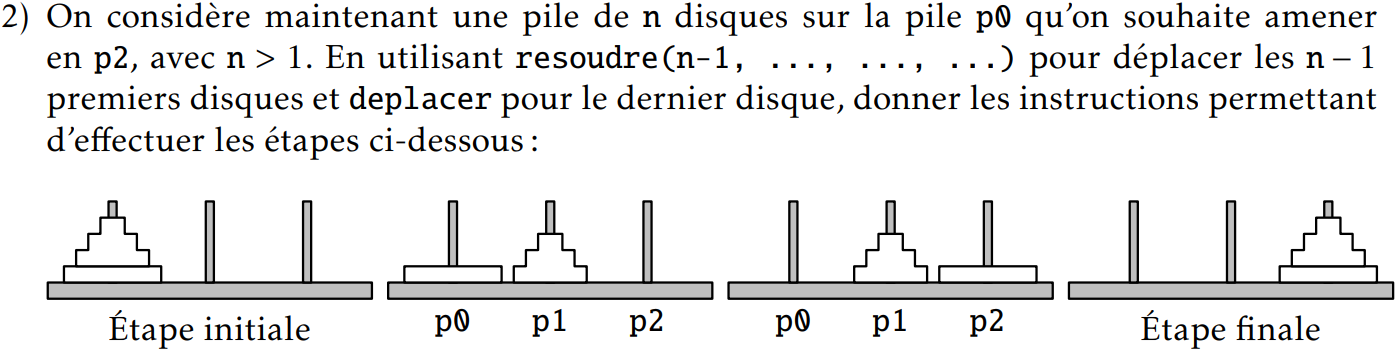 2) On considère maintenant une pile de n disques sur la pile p0 qu'on souhaite amener
en p2, avec n > 1. En utilisant resoudre(n-1, ..., ..., ...) pour déplacer les n – 1
premiers disques et deplacer pour le dernier disque, donner les instructions permettant
d'effectuer les étapes ci-dessous :
Étape initiale p0 p1 p2 p0 p1 p2 Étape finale